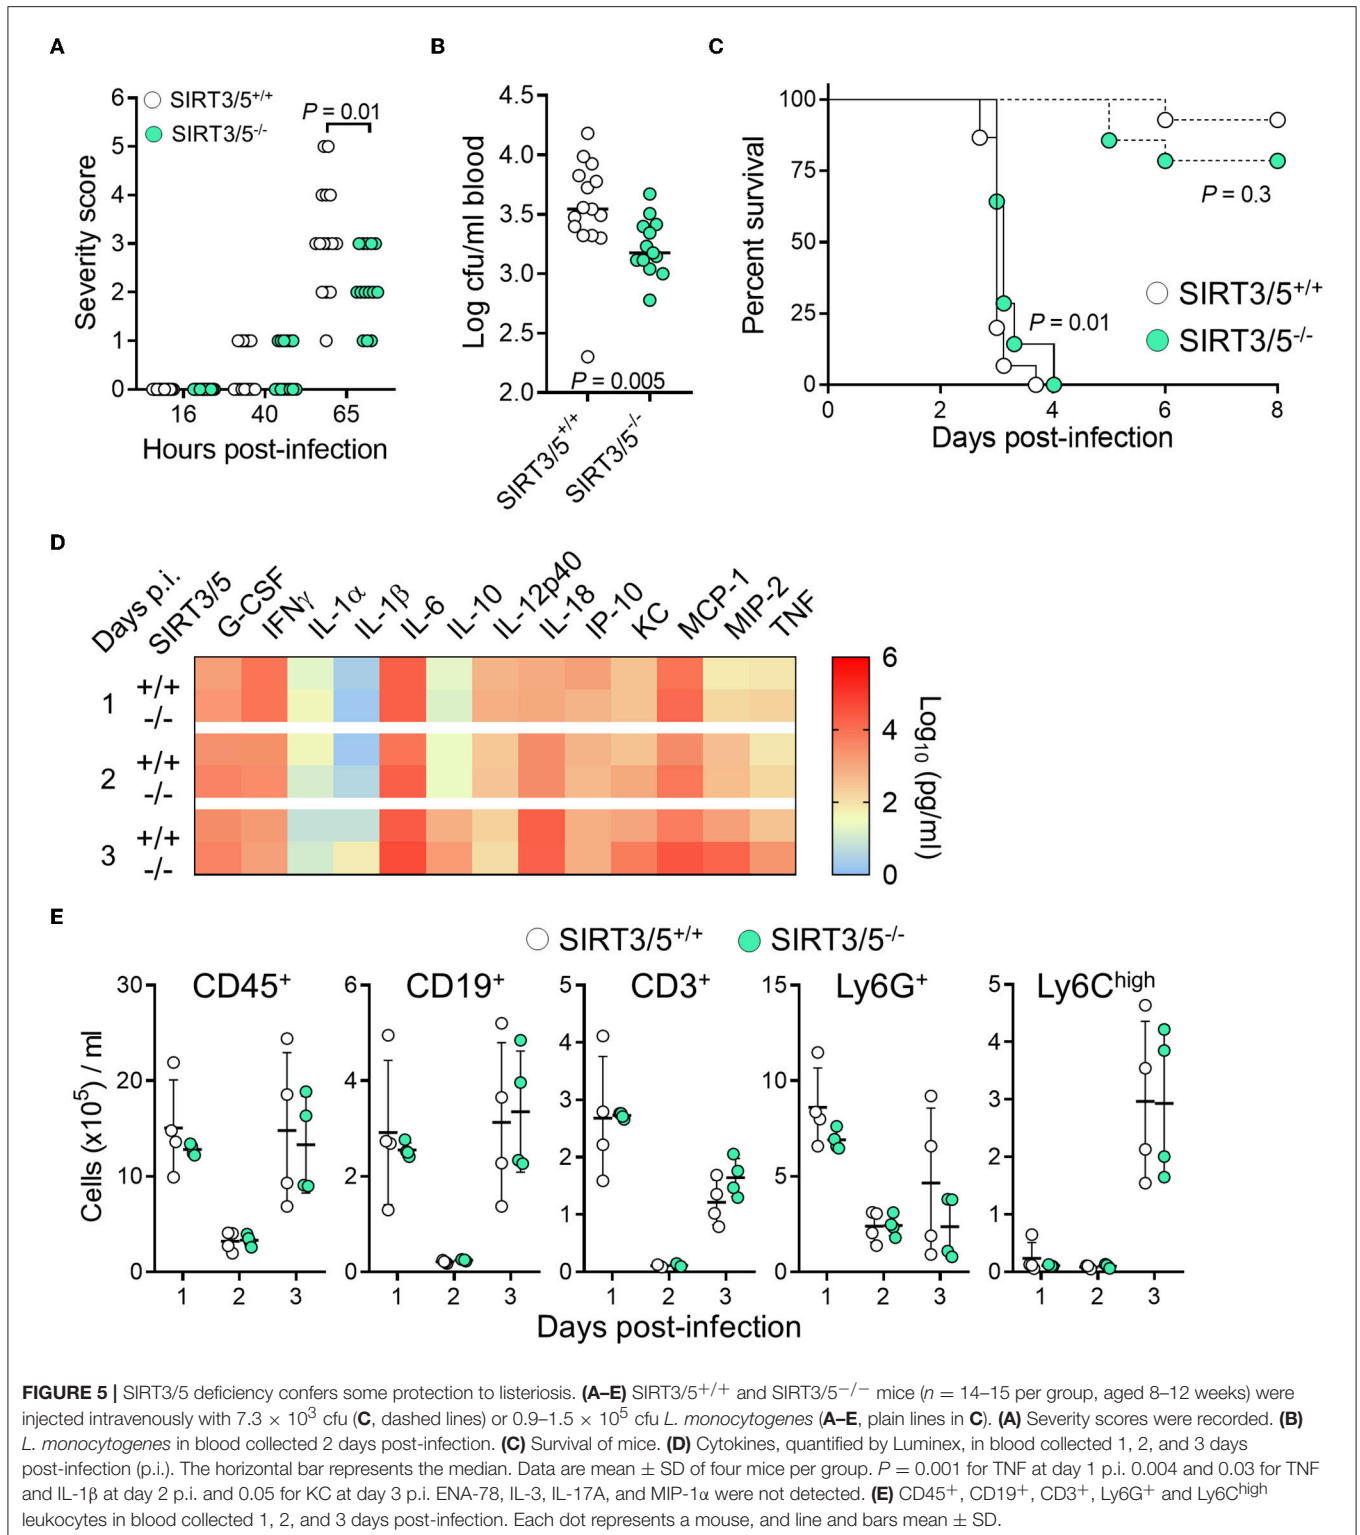 A
SIRT3/5+/+
SIRT3/5-/-
P = 0.01
6
5
4
3
2
1
0
Severity score
16 40 65
Hours post-infection
B
4.5
4.0
3.5
3.0
2.5
2.0
Log cfu/ml blood
P = 0.005
SIRT3/5+/+
SIRT3/5-/-
C
100
75
50
25
0
Percent survival
P = 0.3
P = 0.01
SIRT3/5+/+
SIRT3/5-/-
0 2 4 6 8
Days post-infection
D
Days p.i. SIRT3/5 G-CSF IFNγ IL-1α IL-1β IL-6 IL-10 IL-12p40 IL-18 IP-10 KC MCP-1 MIP-2 TNF
1 +/+
-/-
2 +/+
-/-
3 +/+
-/-
6
4
2
0
Log10 (pg/ml)
E
SIRT3/5+/+ SIRT3/5-/-
CD45+ CD19+ CD3+ Ly6G+ Ly6Chigh
Cells (x10⁵) / ml
30
20
10
0
1 2 3
6
4
2
0
1 2 3
5
4
3
2
1
0
1 2 3
15
10
5
0
1 2 3
5
4
3
2
1
0
1 2 3
Days post-infection
FIGURE 5 | SIRT3/5 deficiency confers some protection to listeriosis. (A–E) SIRT3/5+/+ and SIRT3/5−/− mice (n = 14–15 per group, aged 8–12 weeks) were
injected intravenously with 7.3 × 10³ cfu (C, dashed lines) or 0.9–1.5 × 10⁵ cfu L. monocytogenes (A–E, plain lines in C). (A) Severity scores were recorded. (B)
L. monocytogenes in blood collected 2 days post-infection. (C) Survival of mice. (D) Cytokines, quantified by Luminex, in blood collected 1, 2, and 3 days
post-infection (p.i.). The horizontal bar represents the median. Data are mean ± SD of four mice per group. P = 0.001 for TNF at day 1 p.i. 0.004 and 0.03 for TNF
and IL-1β at day 2 p.i. and 0.05 for KC at day 3 p.i. ENA-78, IL-3, IL-17A, and MIP-1α were not detected. (E) CD45+, CD19+, CD3+, Ly6G+ and Ly6Chigh
leukocytes in blood collected 1, 2, and 3 days post-infection. Each dot represents a mouse, and line and bars mean ± SD.